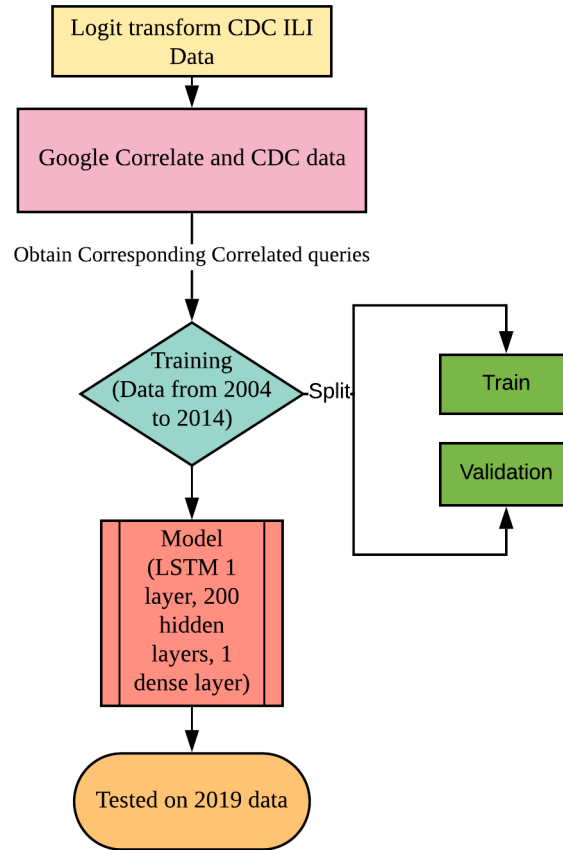 Logit transform CDC ILI
Data
Google Correlate and CDC data
Obtain Corresponding Correlated queries
Training
(Data from 2004
to 2014)
Split
Train
Validation
Model
(LSTM 1
layer, 200
hidden
layers, 1
dense layer)
Tested on 2019 data